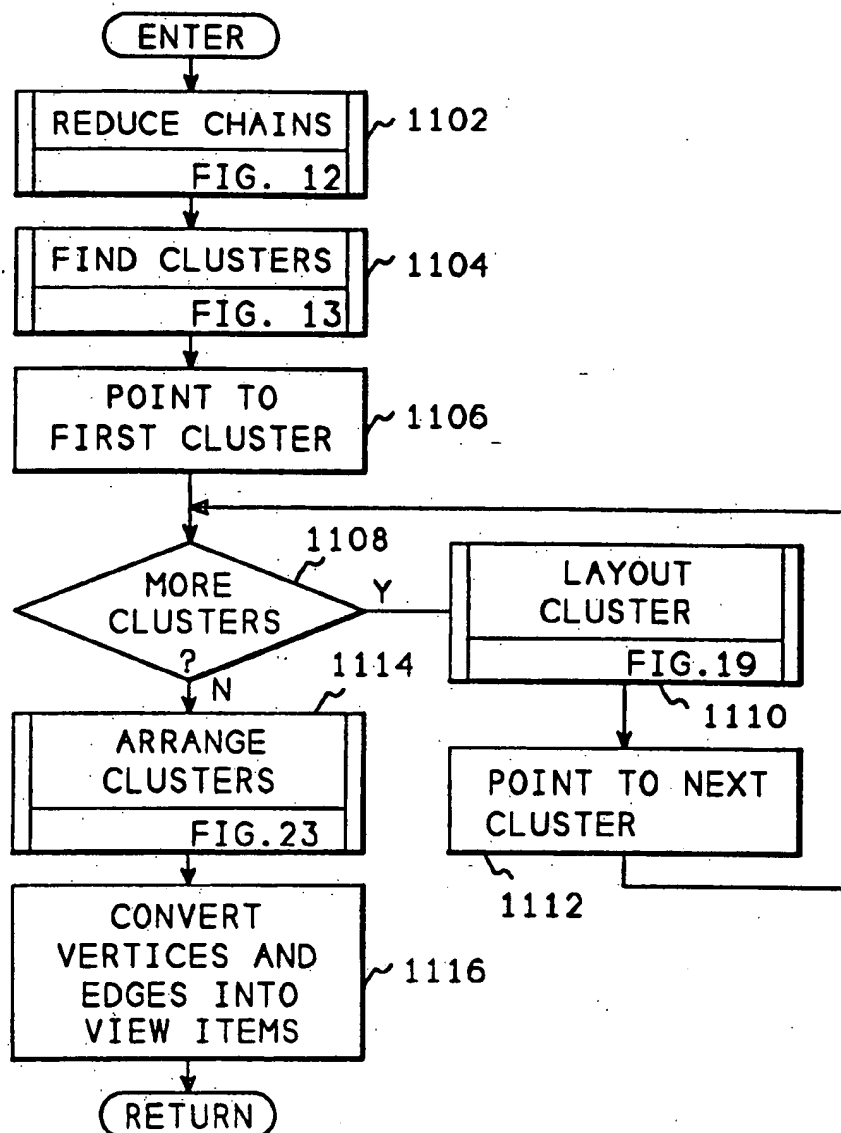 ENTER
REDUCE CHAINS
1102
FIG. 12
FIND CLUSTERS
1104
FIG. 13
POINT TO
FIRST CLUSTER
1106
1108
MORE
CLUSTERS
?
Y
N
LAYOUT
CLUSTER
FIG.19
1110
POINT TO NEXT
CLUSTER
1112
1114
ARRANGE
CLUSTERS
FIG.23
CONVERT
VERTICES AND
EDGES INTO
VIEW ITEMS
1116
RETURN